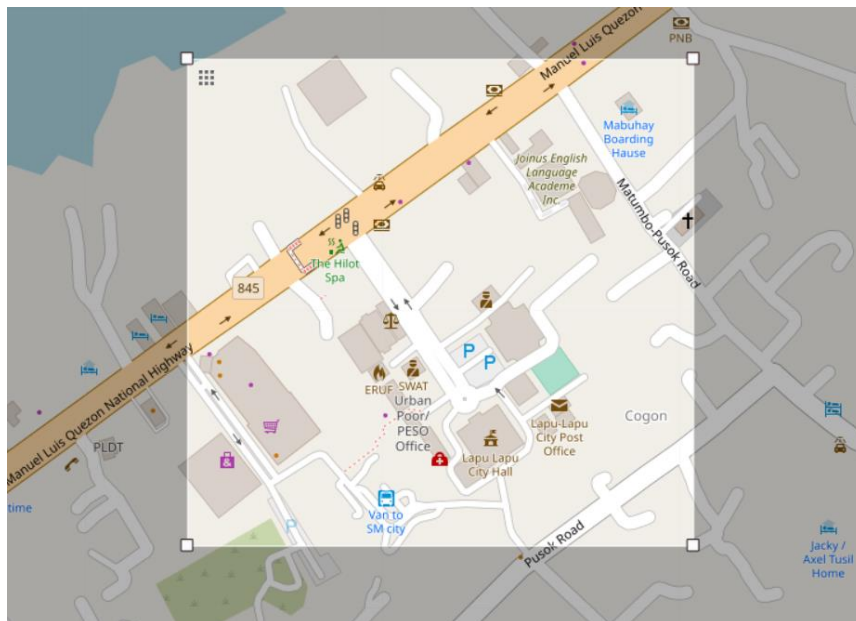 Manuel Luis Quezon
PNB
Mabuhay
Boarding
Hause
Joinus English
Language
Academe
Inc.
Matumbo-Pusok Road
The Hilot
Spa
845
P
P
ERUF
SWAT
Urban
Poor/
PESO
Office
Lapu-Lapu
City Post
Office
Cogon
Lapu Lapu
City Hall
Manuel Luis Quezon National Highway
PLDT
time
Van to
SM city
P
Pusok Road
Jacky /
Axel Tusil
Home